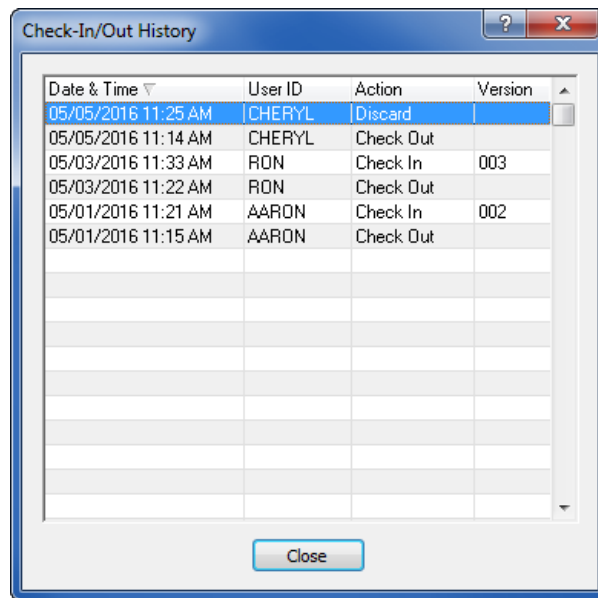 Check-In/Out History
Date & Time User ID Action Version
05/05/2016 11:25 AM CHERYL Discard
05/05/2016 11:14 AM CHERYL Check Out
05/03/2016 11:33 AM RON Check In 003
05/03/2016 11:22 AM RON Check Out
05/01/2016 11:21 AM AARON Check In 002
05/01/2016 11:15 AM AARON Check Out
Close